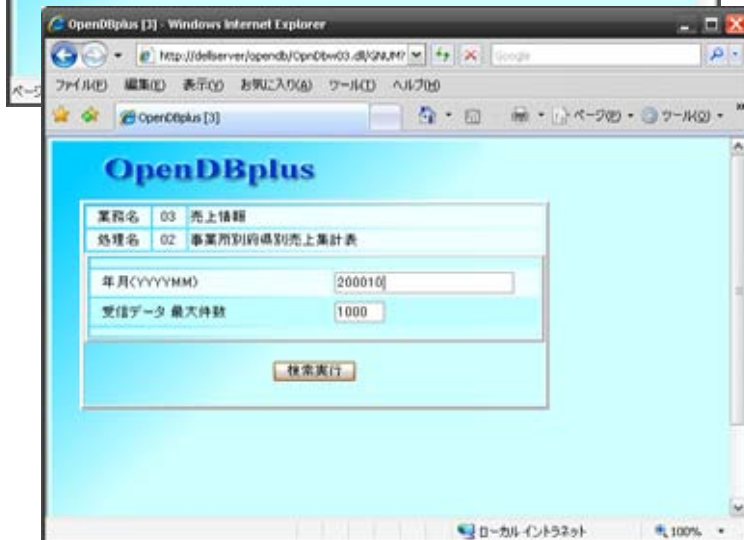 OpenDBplus [3] - Windows Internet Explorer
http://dellserver/opendb/OpnDbw03.dll/GNUM?
Google
ファイル(F) 編集(E) 表示(V) お気に入り(A) ツール(T) ヘルプ(H)
OpenDBplus [3]
ページ(P) ツール(O)
OpenDBplus
業務名 03 売上情報
処理名 02 事業所別府県別売上集計表
年月(YYYYMM) 200010
受信データ 最大件数 1000
検索実行
ローカル イントラネット 100%
ページ